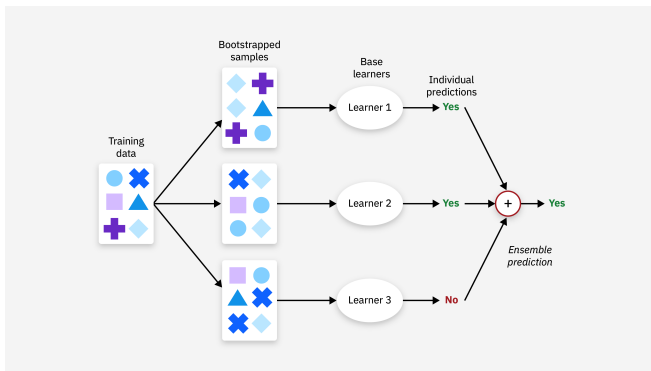 Bootstrapped
samples
Base
learners
Individual
predictions
Training
data
Learner 1
Yes
Learner 2
Yes
+
Yes
Ensemble
prediction
Learner 3
No